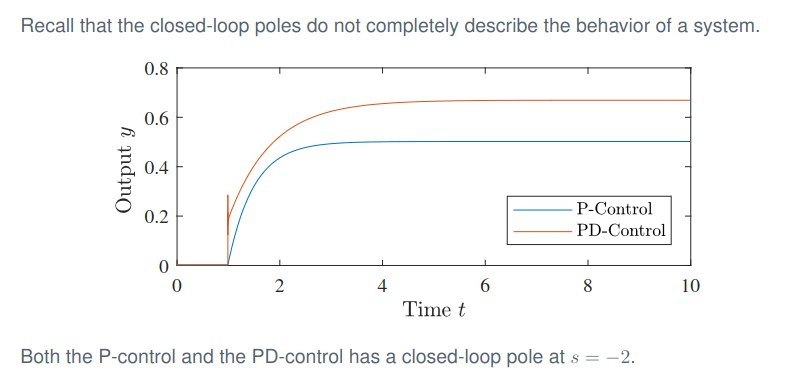 Recall that the closed-loop poles do not completely describe the behavior of a system.
0.8
0.6
0.4
0.2
0
Output y
P-Control
PD-Control
0 2 4 6 8 10
Time t
Both the P-control and the PD-control has a closed-loop pole at s = −2.